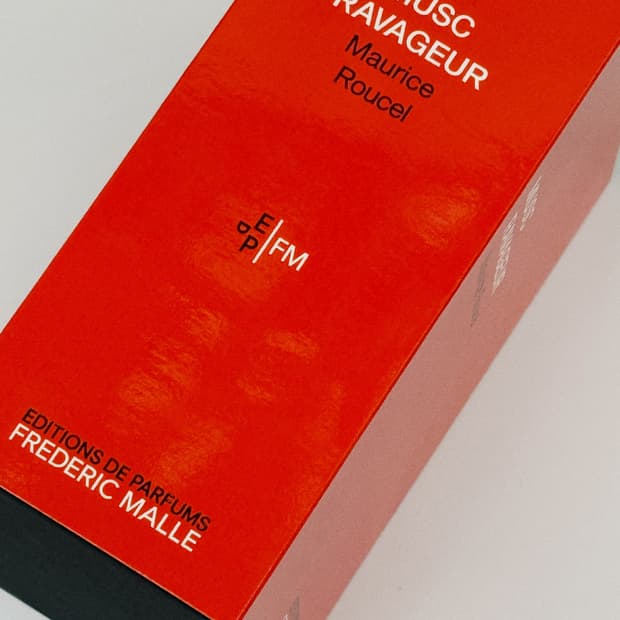 RAVAGEUR
Maurice
Roucel
E
d P
FM
EDITIONS DE PARFUMS
FREDERIC MALLE